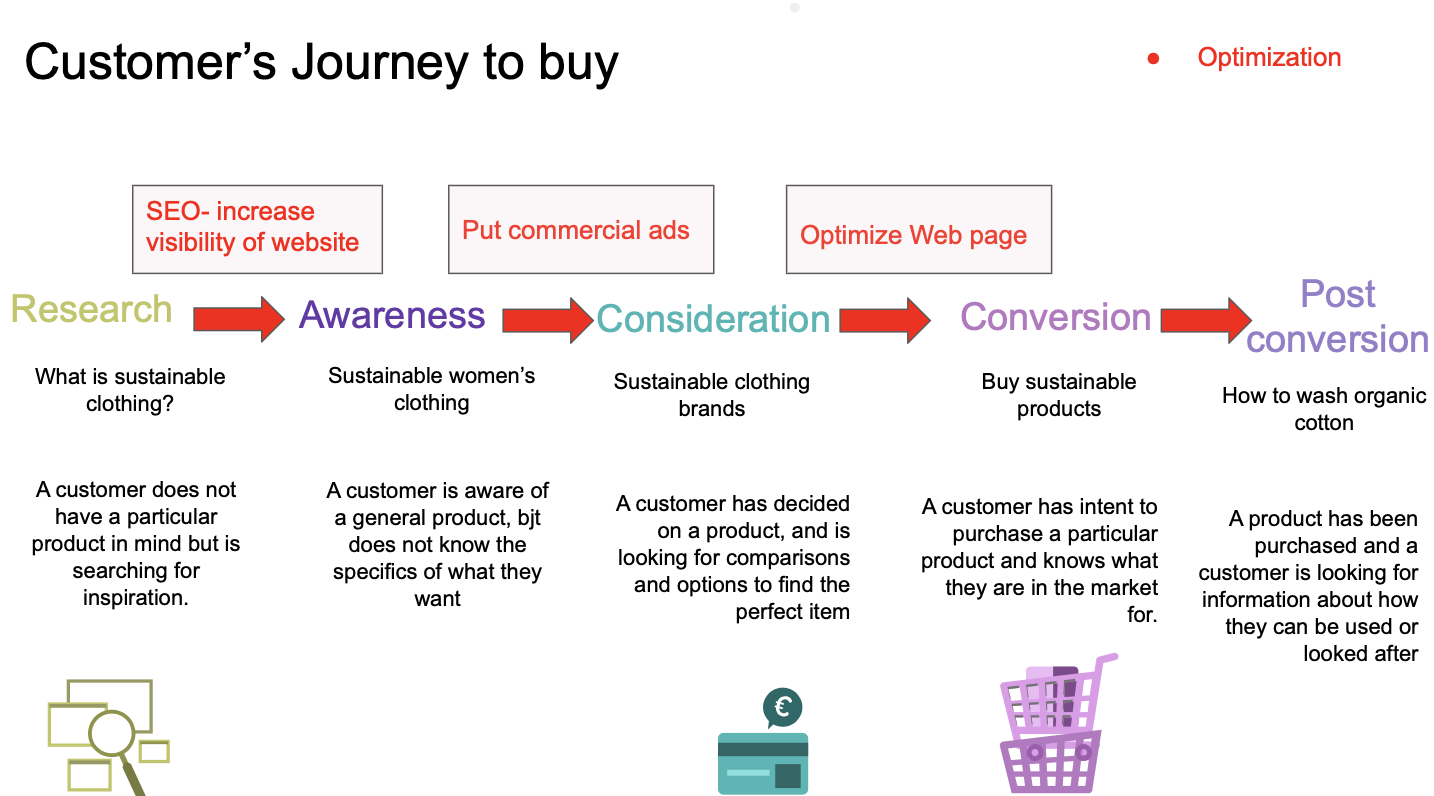 Customer’s Journey to buy
• Optimization
SEO- increase
visibility of website
Put commercial ads
Optimize Web page
Research
Awareness
Consideration
Conversion
Post
conversion
What is sustainable
clothing?
Sustainable women’s
clothing
Sustainable clothing
brands
Buy sustainable
products
How to wash organic
cotton
A customer does not
have a particular
product in mind but is
searching for
inspiration.
A customer is aware of
a general product, bjt
does not know the
specifics of what they
want
A customer has decided
on a product, and is
looking for comparisons
and options to find the
perfect item
A customer has intent to
purchase a particular
product and knows what
they are in the market
for.
A product has been
purchased and a
customer is looking for
information about how
they can be used or
looked after
€